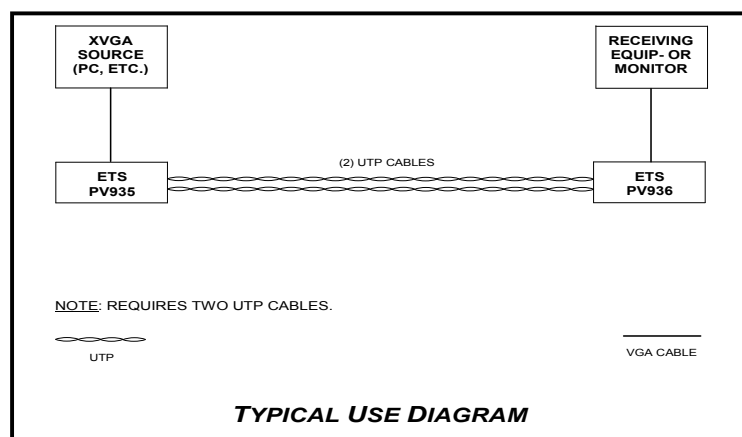 XVGA
SOURCE
(PC, ETC.)
RECEIVING
EQUIP- OR
MONITOR
(2) UTP CABLES
ETS
PV935
ETS
PV936
NOTE: REQUIRES TWO UTP CABLES.
UTP
VGA CABLE
TYPICAL USE DIAGRAM